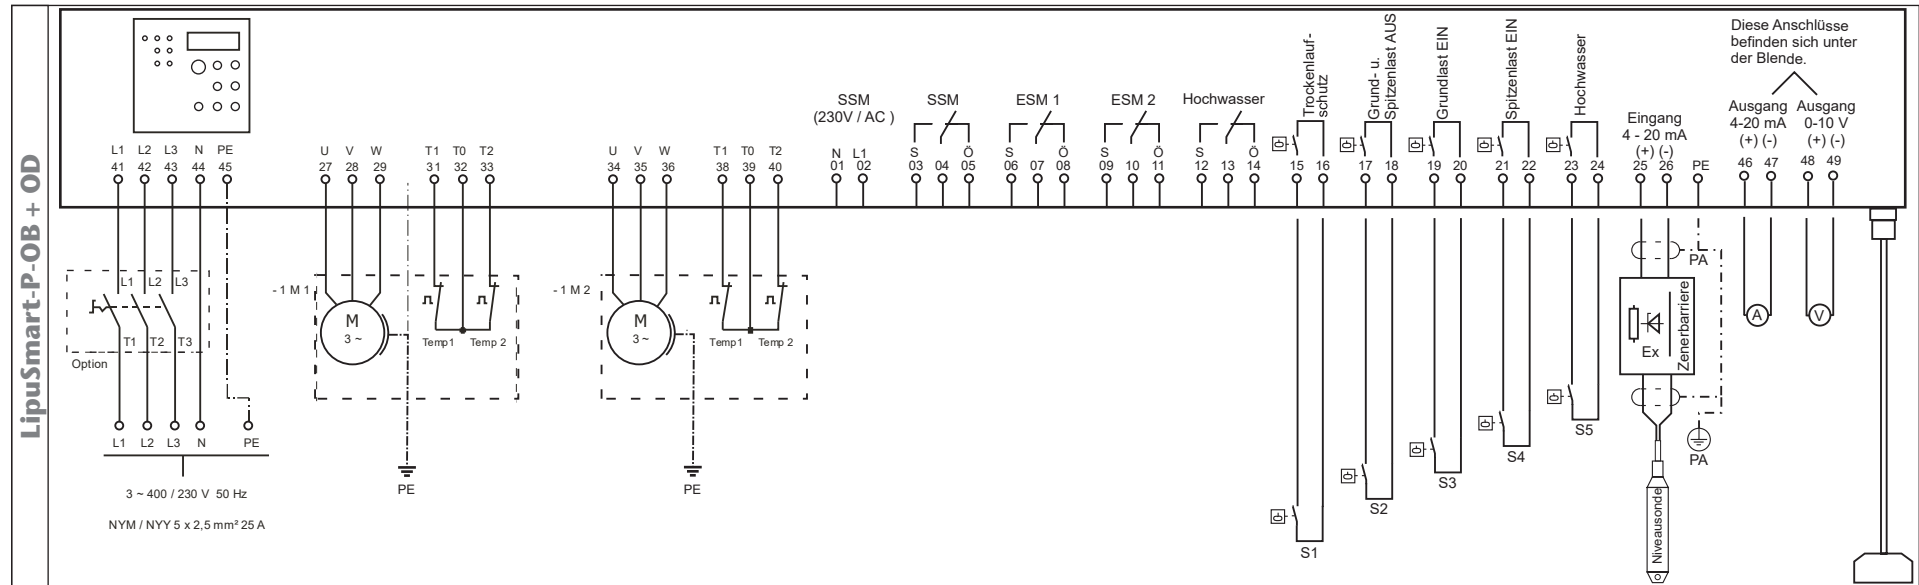 LipuSmart-P-OB + OD
Diese Anschlüsse
befinden sich unter
der Blende.
Trockenlauf-
schutz
Grund- u.
Spitzenlast AUS
Grundlast EIN
Spitzenlast EIN
Hochwasser
SSM
(230V / AC )
SSM
ESM 1
ESM 2
Hochwasser
Eingang
4 - 20 mA
(+) (-)
Ausgang
4-20 mA
(+) (-)
Ausgang
0-10 V
(+) (-)
L1 L2 L3 N PE
41 42 43 44 45
U V W
27 28 29
T1 T0 T2
31 32 33
U V W
34 35 36
T1 T0 T2
38 39 40
N L1
01 02
S Ö
03 04 05
S Ö
06 07 08
S Ö
09 10 11
S Ö
12 13 14
15 16
17 18
19 20
21 22
23 24
25 26 PE
46 47
48 49
L1 L2 L3
T1 T2 T3
Option
- 1 M 1
M
3 ~
Temp1 Temp 2
- 1 M 2
M
3 ~
Temp1 Temp 2
PA
A
V
Ex
Zenerbarriere
L1 L2 L3 N PE
PE
PE
3 ~ 400 / 230 V 50 Hz
NYM / NYY 5 x 2,5 mm² 25 A
S1
S2
S3
S4
S5
PA
Niveausonde